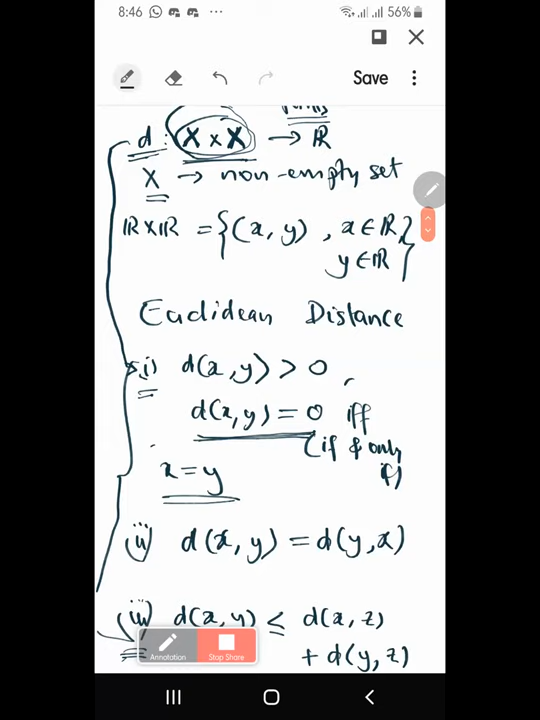 8:46 56%
Save
d : X x X → ℝ
X → non-empty set
ℝ×ℝ = {(x, y) , x ∈ ℝ
y ∈ ℝ}
Euclidean Distance
(i) d(x, y) > 0 ,
d(x, y) = 0 iff
(if & only
if)
x = y
(ii) d(x, y) = d(y, x)
(iii) d(x, y) ≤ d(x, z)
+ d(y, z)
Annotation Stop Share